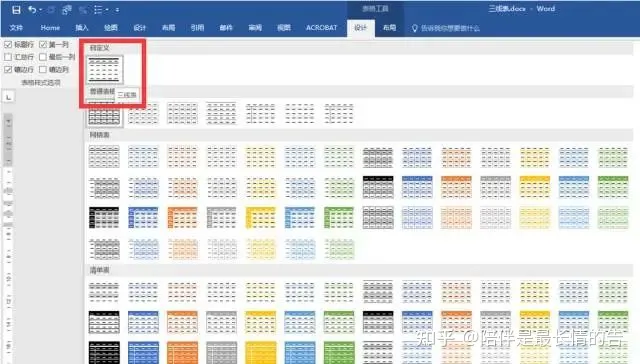 表格工具
三线表.docx - Word
文件 Home 插入 绘图 设计 布局 引用 邮件 审阅 视图 ACROBAT 设计 布局 告诉我你想要做什么
标题行 第一列
汇总行 最后一列
镶边行 镶边列
表格样式选项
自定义
普通表格
三线表
网格表
清单表
知乎 @陪伴是最长情的告